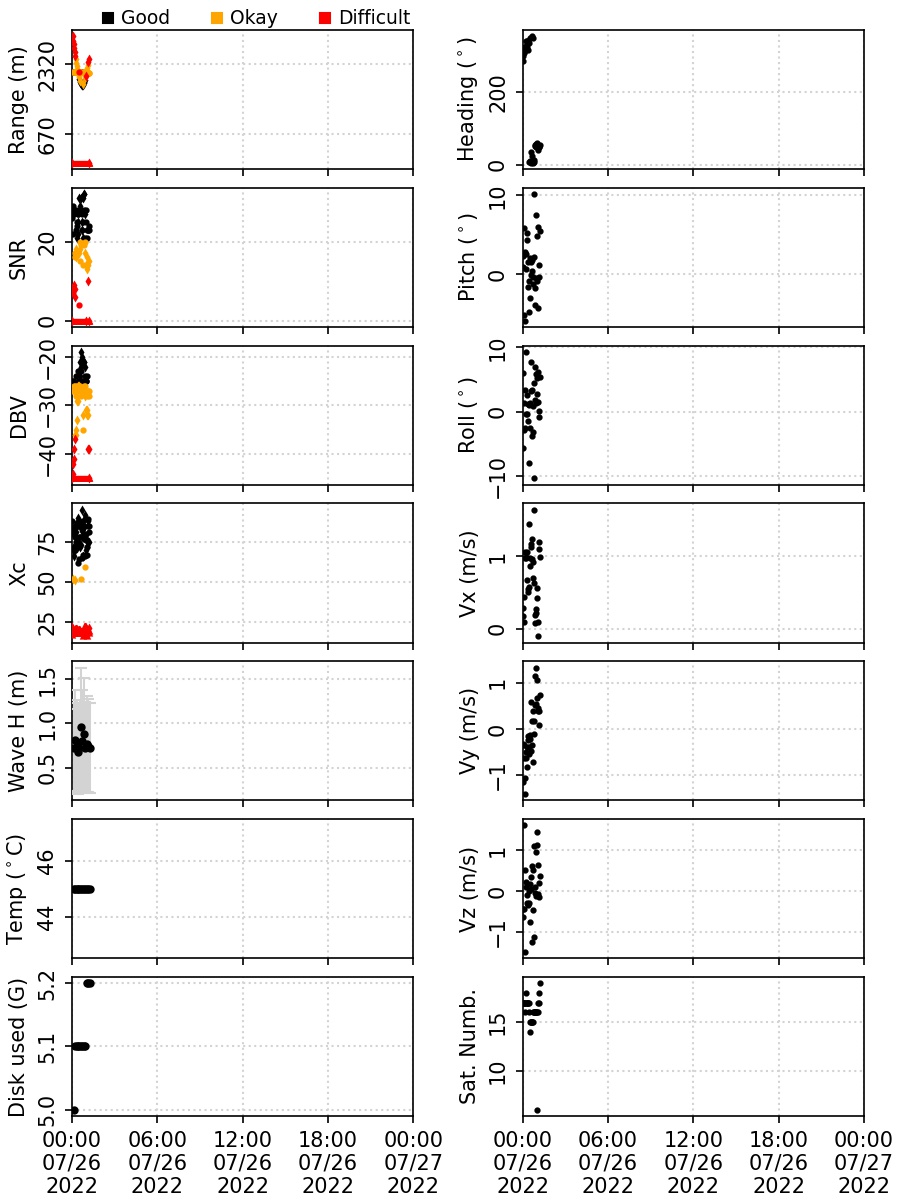 Good Okay Difficult
Range (m)
2320
670
Heading (°)
200
0
SNR
20
0
Pitch (°)
10
0
DBV
−20
−30
−40
Roll (°)
10
0
−10
Xc
75
50
25
Vx (m/s)
1
0
Wave H (m)
1.5
1.0
0.5
Vy (m/s)
1
0
−1
Temp (°C)
46
44
Vz (m/s)
1
0
−1
Disk used (G)
5.2
5.1
5.0
Sat. Numb.
15
10
00:00 06:00 12:00 18:00 00:00
07/26 07/26 07/26 07/26 07/27
2022 2022 2022 2022 2022
00:00 06:00 12:00 18:00 00:00
07/26 07/26 07/26 07/26 07/27
2022 2022 2022 2022 2022